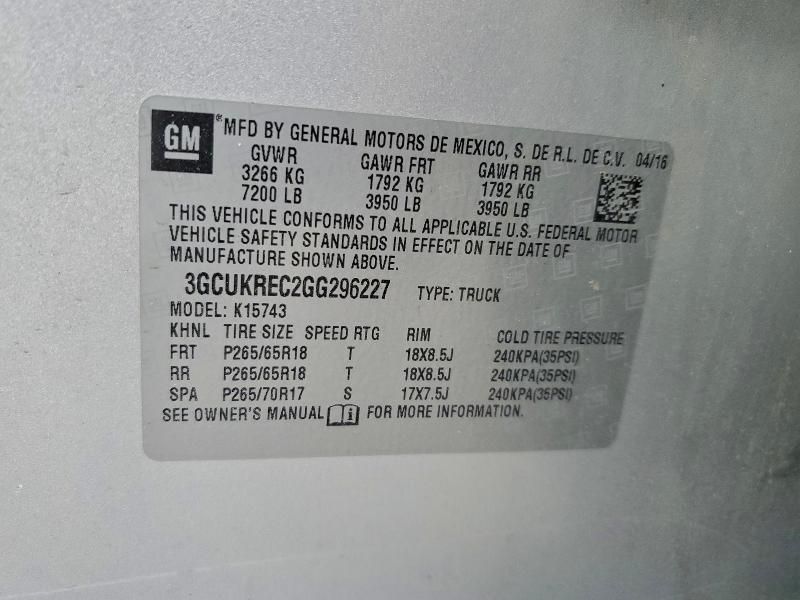 GM ® MFD BY GENERAL MOTORS DE MEXICO, S. DE R.L. DE C.V. 04/16
GVWR GAWR FRT GAWR RR
3266 KG 1792 KG 1792 KG
7200 LB 3950 LB 3950 LB
THIS VEHICLE CONFORMS TO ALL APPLICABLE U.S. FEDERAL MOTOR
VEHICLE SAFETY STANDARDS IN EFFECT ON THE DATE OF
MANUFACTURE SHOWN ABOVE.
3GCUKREC2GG296227 TYPE: TRUCK
MODEL: K15743
KHNL TIRE SIZE SPEED RTG RIM COLD TIRE PRESSURE
FRT P265/65R18 T 18X8.5J 240KPA(35PSI)
RR P265/65R18 T 18X8.5J 240KPA(35PSI)
SPA P265/70R17 S 17X7.5J 240KPA(35PSI)
SEE OWNER'S MANUAL i FOR MORE INFORMATION.